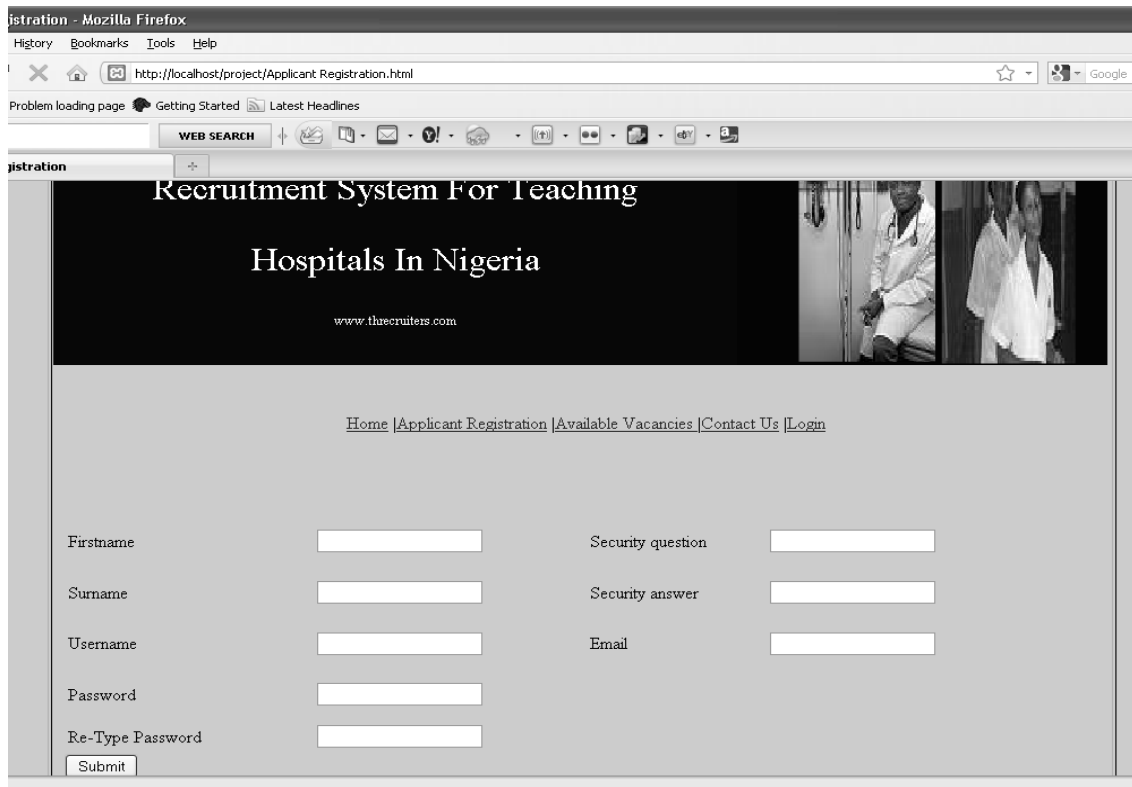 istration - Mozilla Firefox
History Bookmarks Tools Help
http://localhost/project/Applicant Registration.html Google
Problem loading page Getting Started Latest Headlines
WEB SEARCH
gistration
Recruitment System For Teaching
Hospitals In Nigeria
www.threcruiters.com
Home |Applicant Registration |Available Vacancies |Contact Us |Login
Firstname Security question
Surname Security answer
Username Email
Password
Re-Type Password
Submit